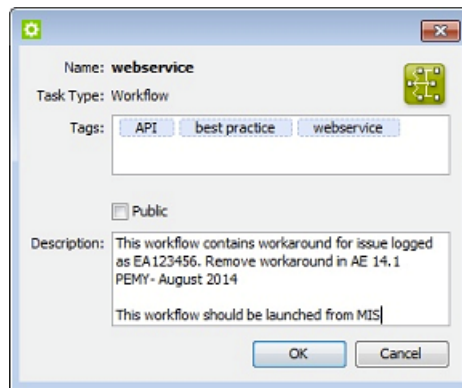 Name: webservice
Task Type: Workflow
Tags: API best practice webservice
Public
Description: This workflow contains workaround for issue logged
as EA123456. Remove workaround in AE 14.1
PEMY- August 2014
This workflow should be launched from MIS
OK Cancel